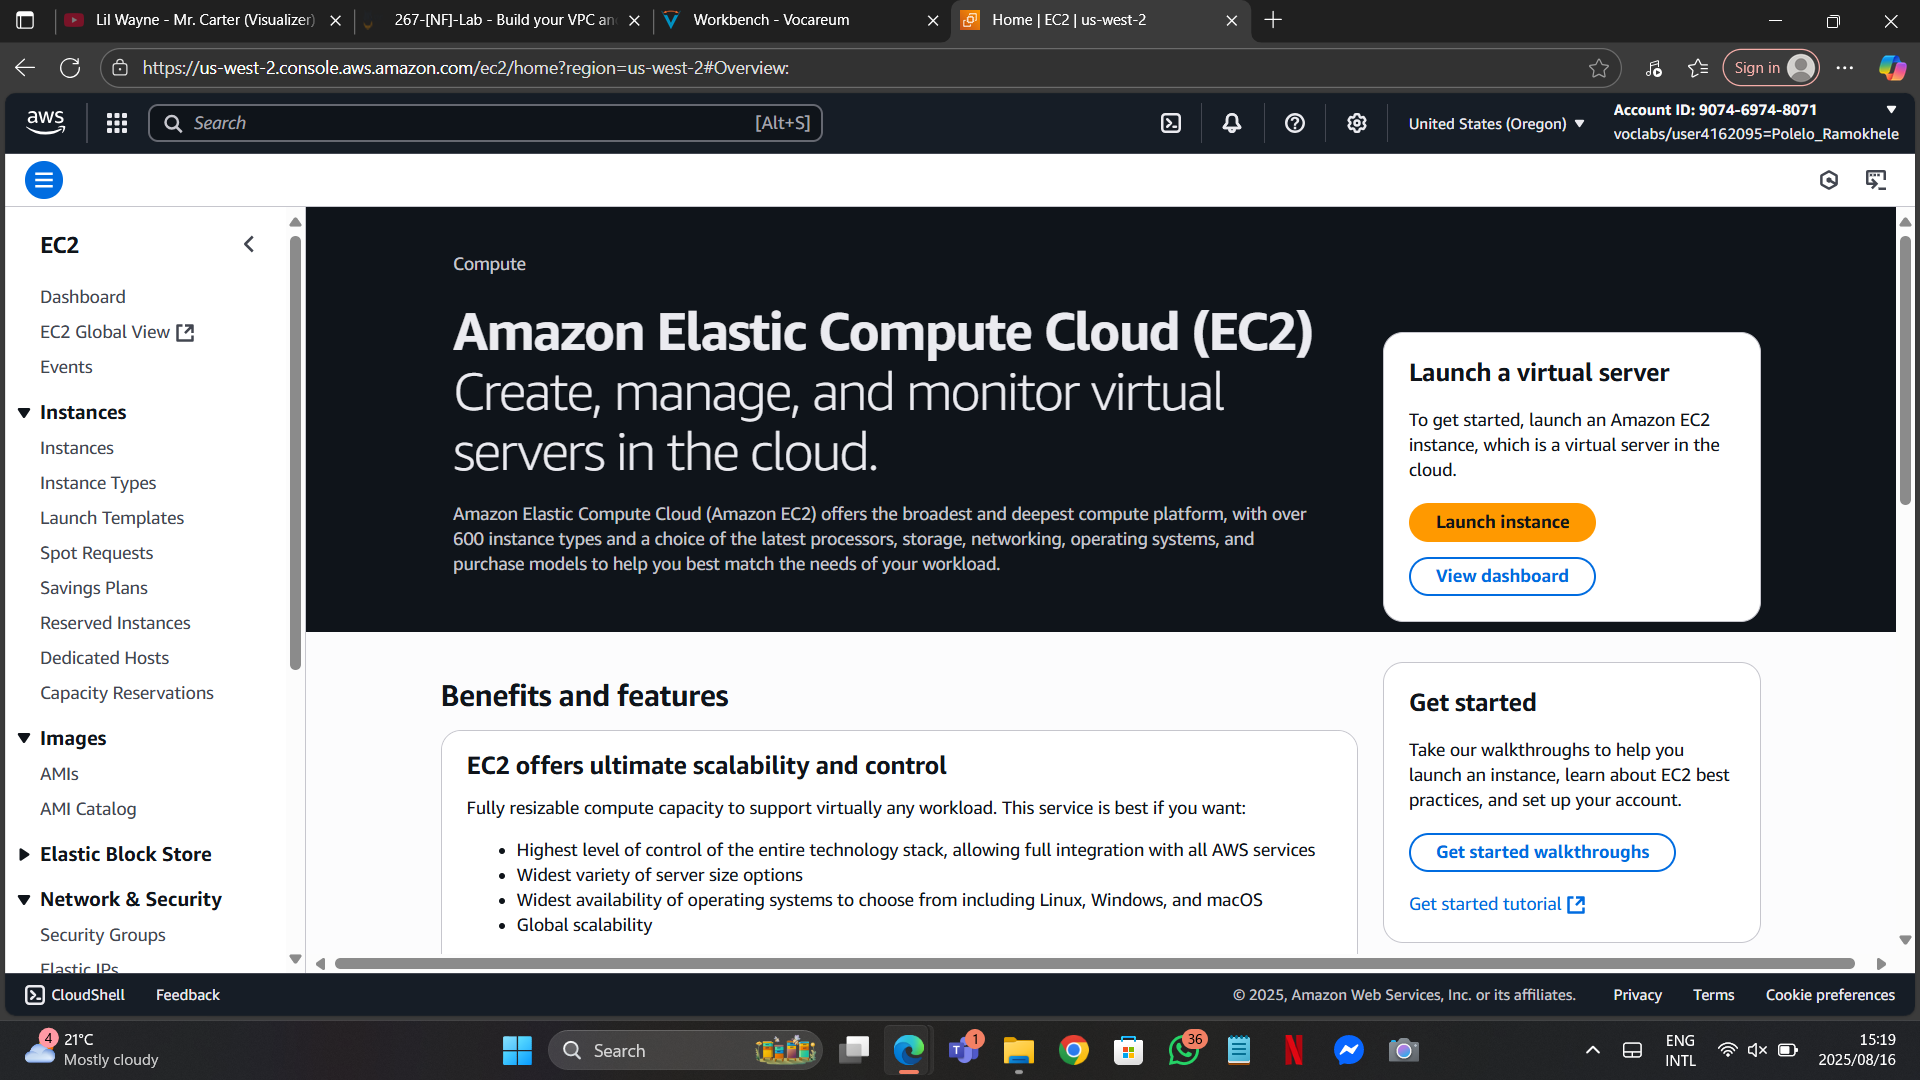 Lil Wayne - Mr. Carter (Visualizer)
267-[NF]-Lab - Build your VPC an
Workbench - Vocareum
Home | EC2 | us-west-2
https://us-west-2.console.aws.amazon.com/ec2/home?region=us-west-2#Overview:
Sign in
aws
Search
[Alt+S]
United States (Oregon)
Account ID: 9074-6974-8071
voclabs/user4162095=Polelo_Ramokhele
EC2
Dashboard
EC2 Global View
Events
Instances
Instances
Instance Types
Launch Templates
Spot Requests
Savings Plans
Reserved Instances
Dedicated Hosts
Capacity Reservations
Images
AMIs
AMI Catalog
Elastic Block Store
Network & Security
Security Groups
Elastic IPs
Compute
Amazon Elastic Compute Cloud (EC2)
Create, manage, and monitor virtual
servers in the cloud.
Amazon Elastic Compute Cloud (Amazon EC2) offers the broadest and deepest compute platform, with over
600 instance types and a choice of the latest processors, storage, networking, operating systems, and
purchase models to help you best match the needs of your workload.
Launch a virtual server
To get started, launch an Amazon EC2
instance, which is a virtual server in the
cloud.
Launch instance
View dashboard
Benefits and features
EC2 offers ultimate scalability and control
Fully resizable compute capacity to support virtually any workload. This service is best if you want:
• Highest level of control of the entire technology stack, allowing full integration with all AWS services
• Widest variety of server size options
• Widest availability of operating systems to choose from including Linux, Windows, and macOS
• Global scalability
Get started
Take our walkthroughs to help you
launch an instance, learn about EC2 best
practices, and set up your account.
Get started walkthroughs
Get started tutorial
CloudShell
Feedback
© 2025, Amazon Web Services, Inc. or its affiliates.
Privacy
Terms
Cookie preferences
4
21°C
Mostly cloudy
Search
1
36
ENG
INTL
15:19
2025/08/16